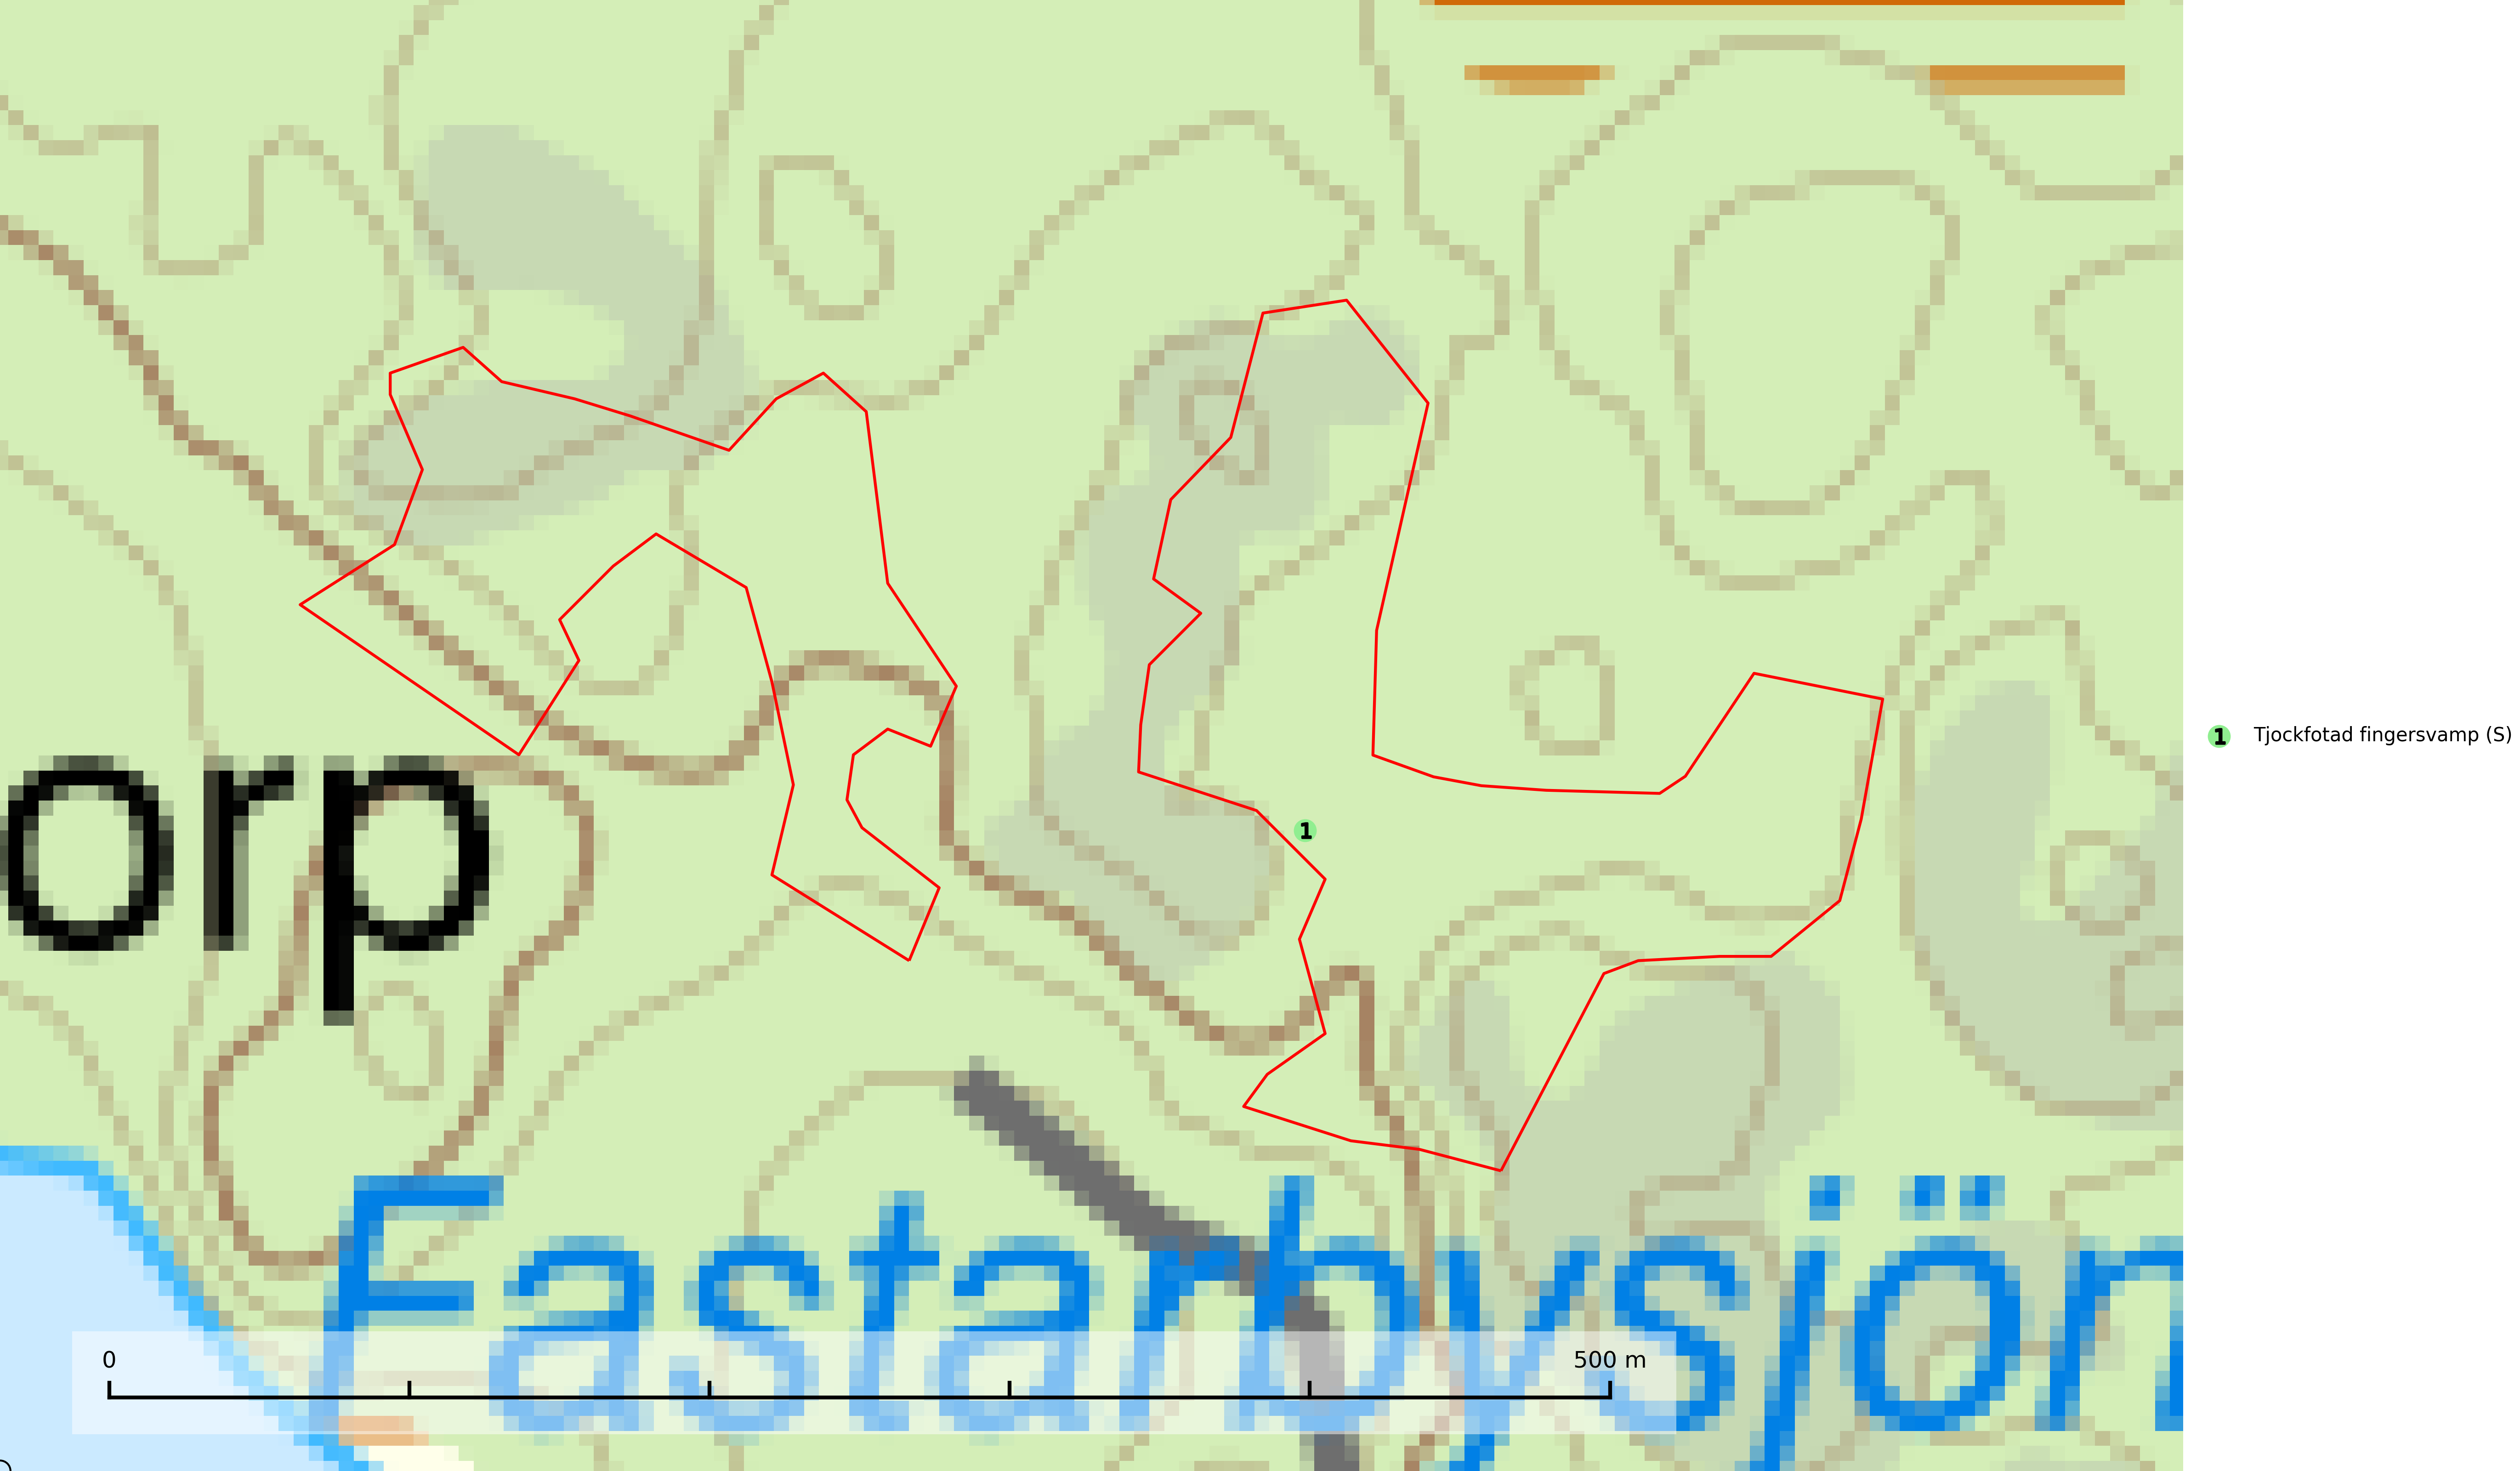 1 Tjockfotad fingersvamp (S)
orp
1
Fastarbysjön
0 500 m